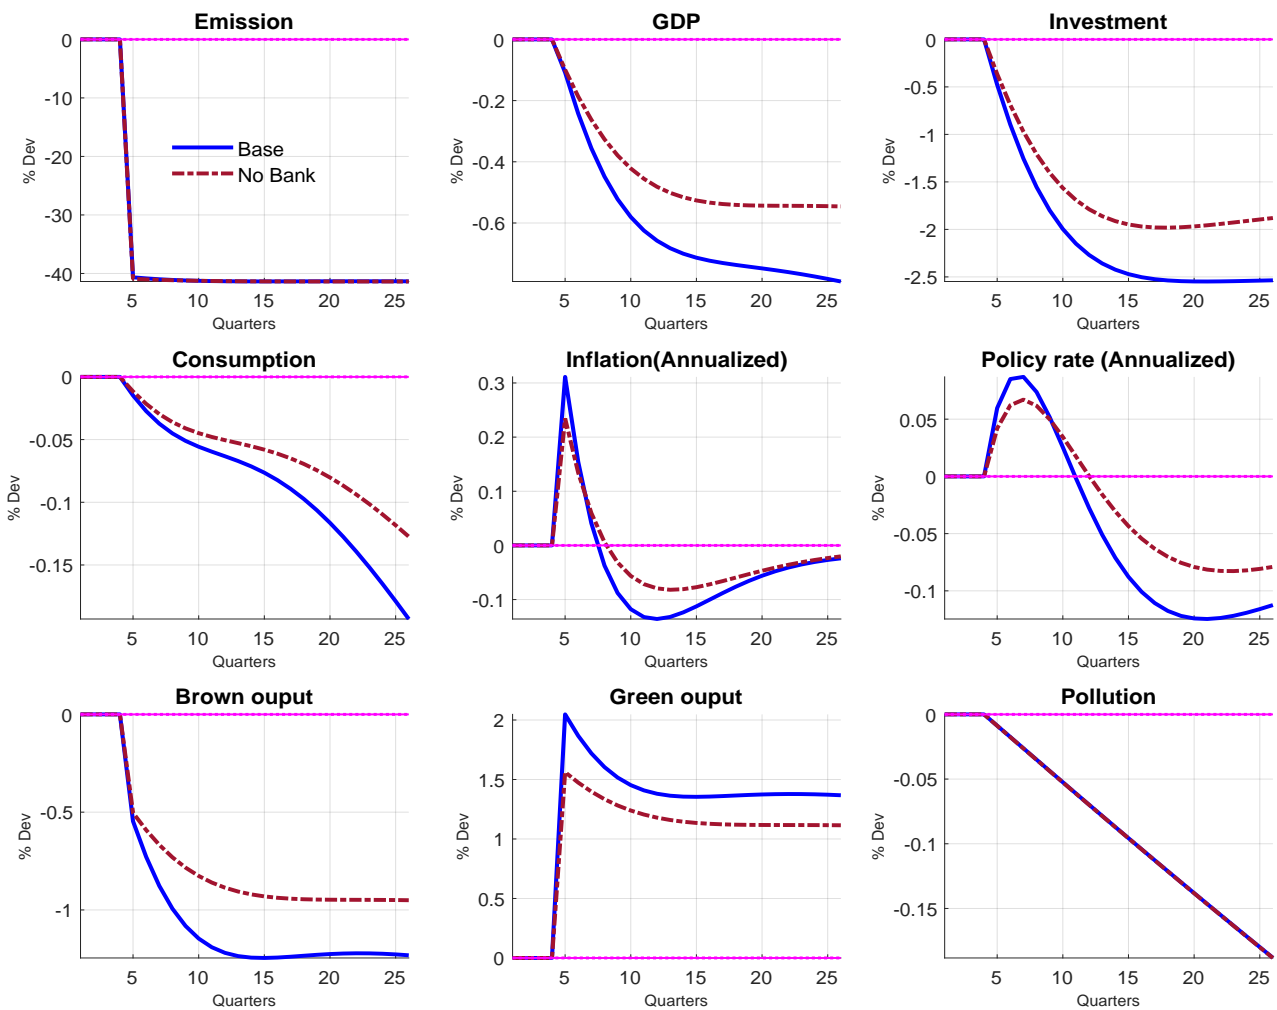 Emission
0
-10
-20
-30
-40
% Dev
Base
No Bank
5 10 15 20 25
Quarters
GDP
0
-0.2
-0.4
-0.6
% Dev
5 10 15 20 25
Quarters
Investment
0
-0.5
-1
-1.5
-2
-2.5
% Dev
5 10 15 20 25
Quarters
Consumption
0
-0.05
-0.1
-0.15
% Dev
5 10 15 20 25
Quarters
Inflation(Annualized)
0.3
0.2
0.1
0
-0.1
% Dev
5 10 15 20 25
Quarters
Policy rate (Annualized)
0.05
0
-0.05
-0.1
% Dev
5 10 15 20 25
Quarters
Brown ouput
0
-0.5
-1
% Dev
5 10 15 20 25
Quarters
Green ouput
2
1.5
1
0.5
0
% Dev
5 10 15 20 25
Quarters
Pollution
0
-0.05
-0.1
-0.15
% Dev
5 10 15 20 25
Quarters